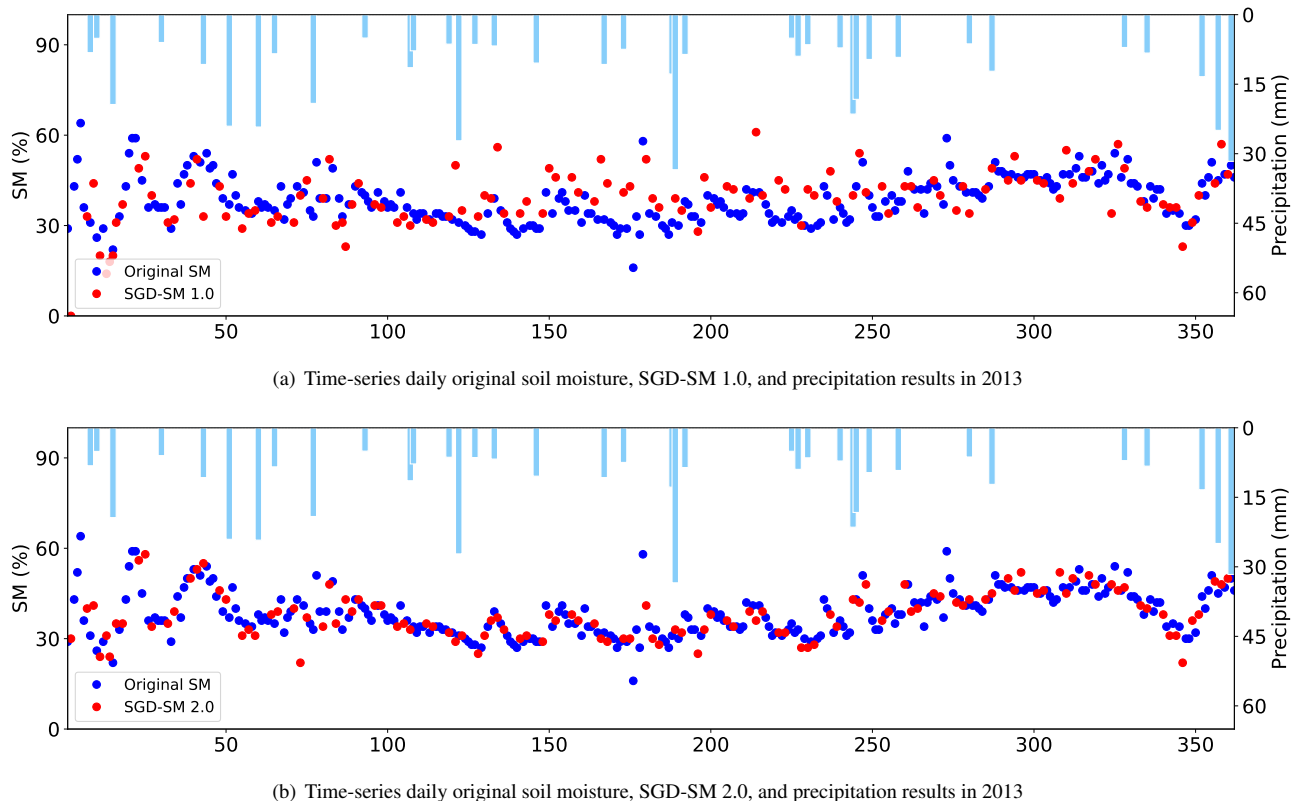 0
90
15
60
30
30
45
60
0
SM (%)
Precipitation (mm)
Original SM
SGD-SM 1.0
50 100 150 200 250 300 350
(a) Time-series daily original soil moisture, SGD-SM 1.0, and precipitation results in 2013
0
90
15
60
30
30
45
60
0
SM (%)
Precipitation (mm)
Original SM
SGD-SM 2.0
50 100 150 200 250 300 350
(b) Time-series daily original soil moisture, SGD-SM 2.0, and precipitation results in 2013